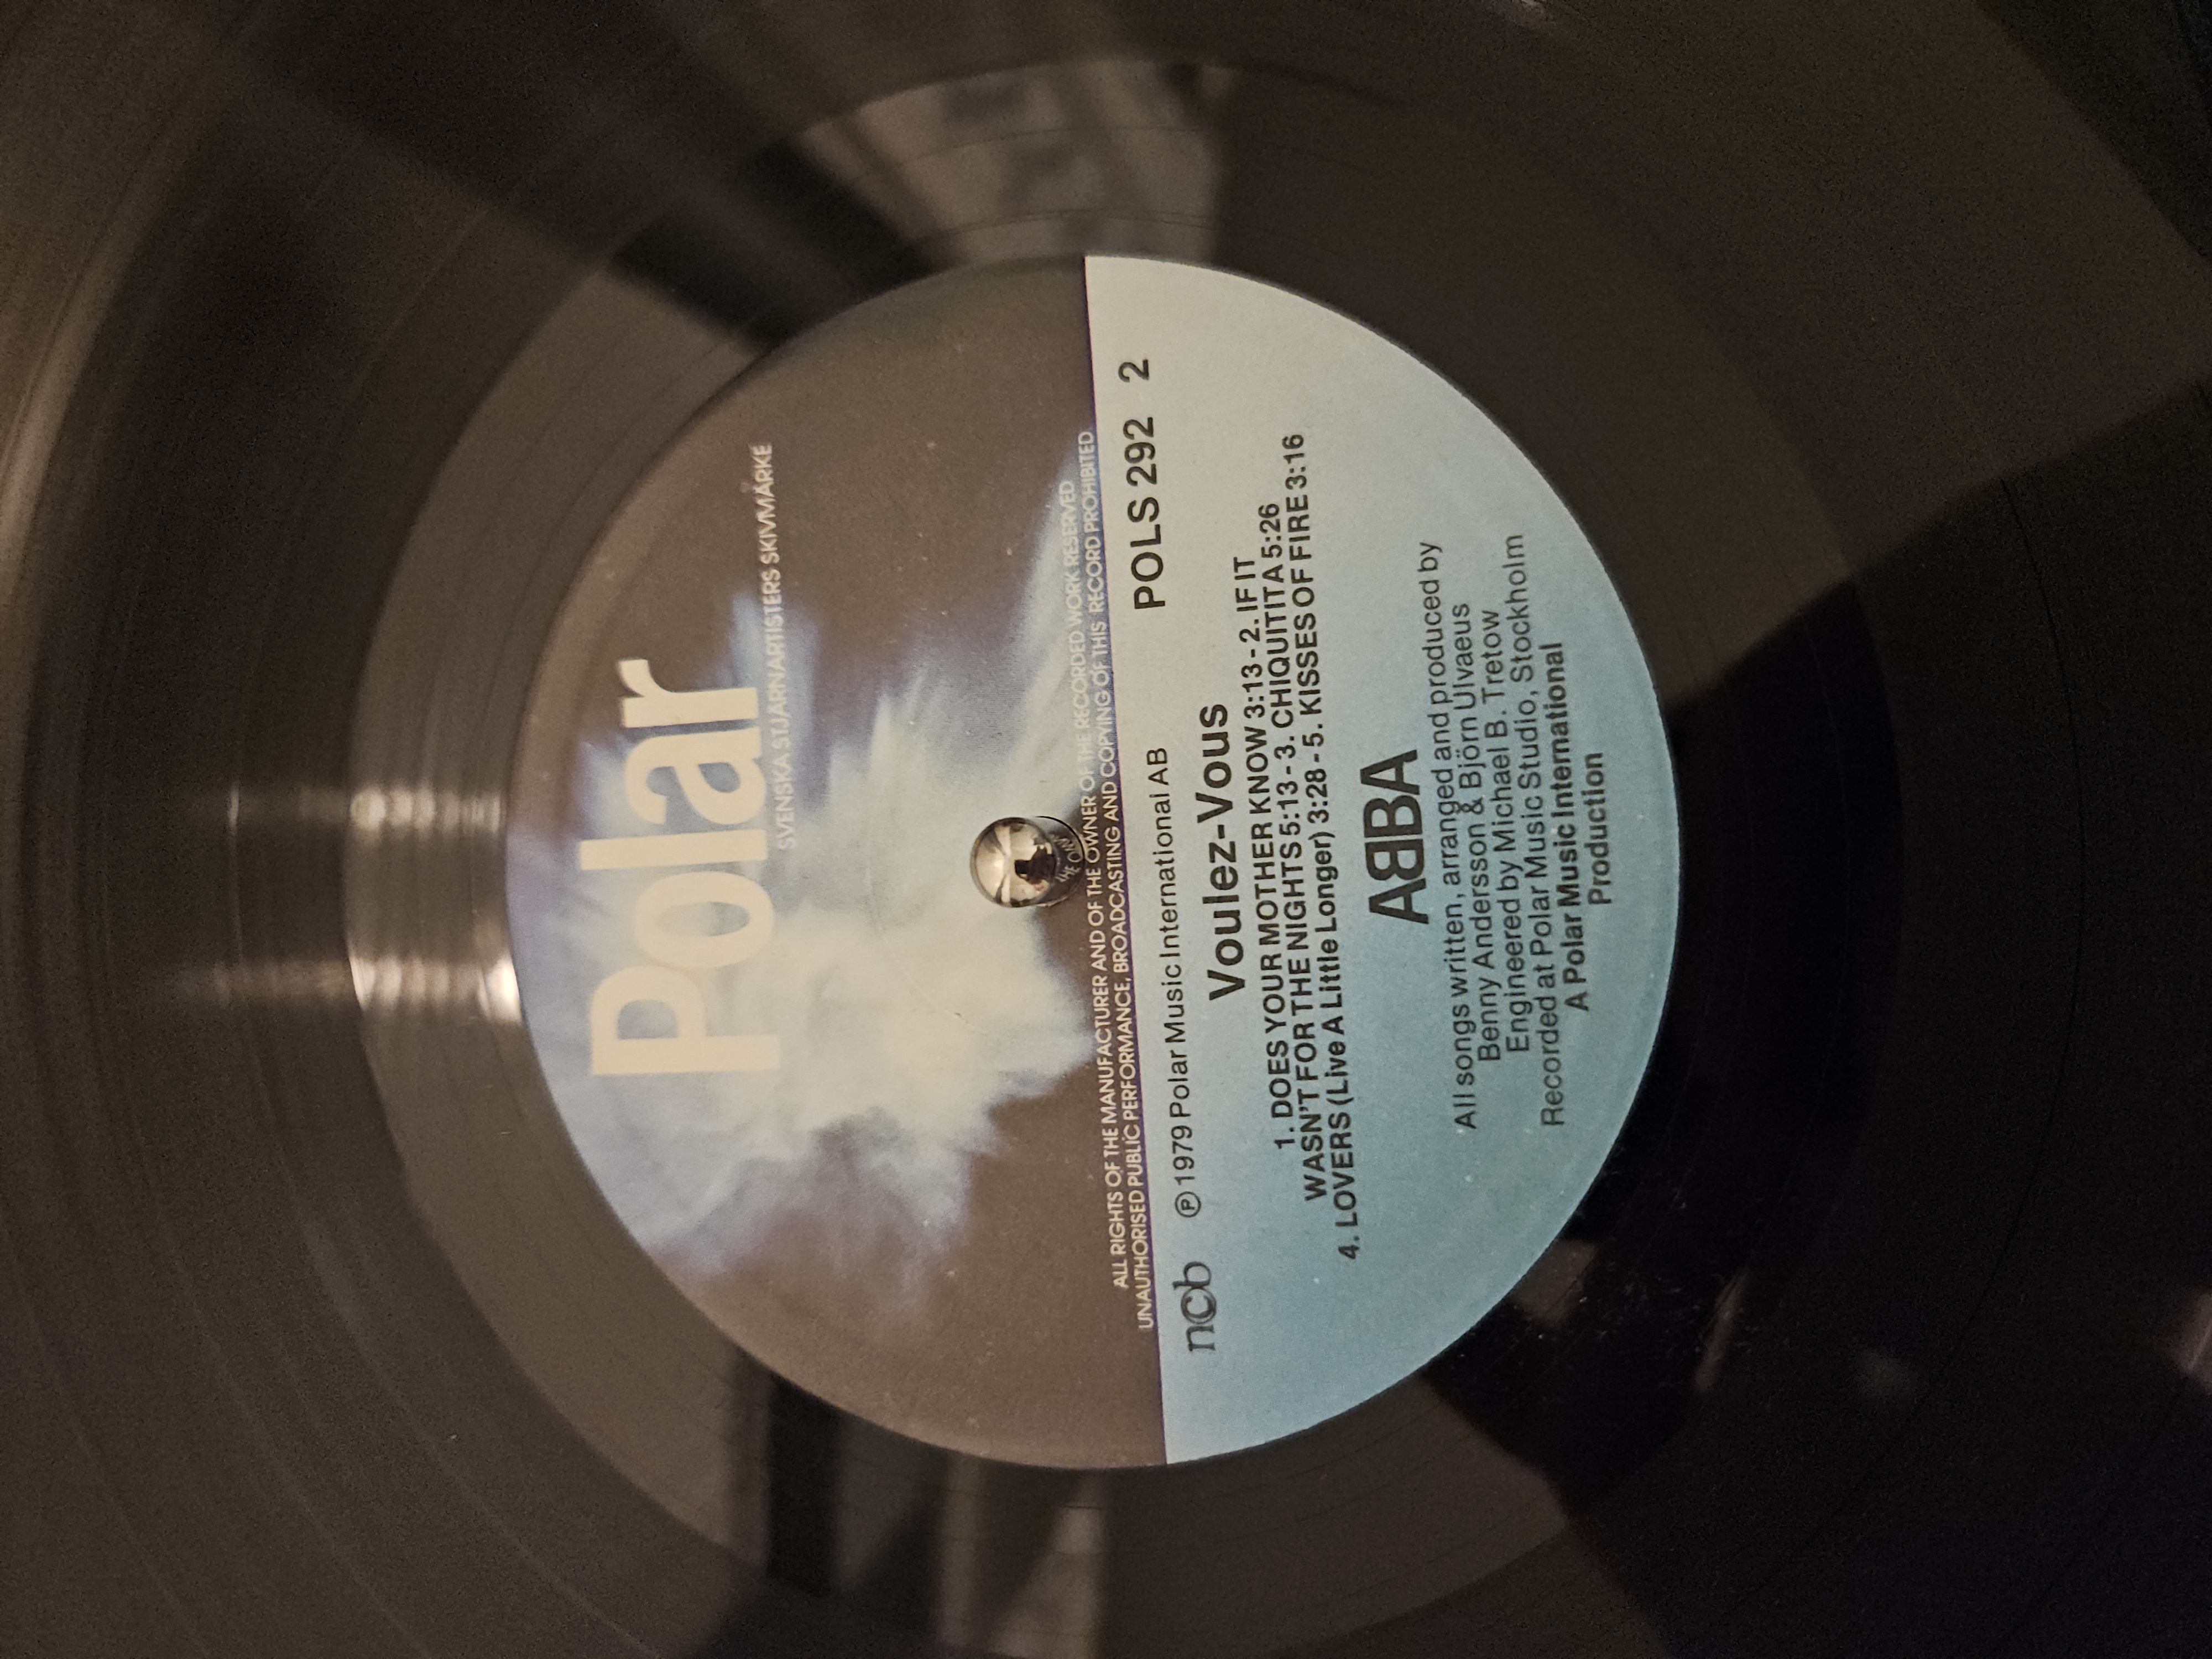 Polar
SVENSKA STJÄRNARTISTERS SKIVMÄRKE
ALL RIGHTS OF THE MANUFACTURER AND OF THE OWNER OF THE RECORDED WORK RESERVED
UNAUTHORISED PUBLIC PERFORMANCE, BROADCASTING AND COPYING OF THIS RECORD PROHIBITED
ncb ℗ 1979 Polar Music International AB POLS 292 2
Voulez-Vous
1. DOES YOUR MOTHER KNOW 3:13 - 2. IF IT
WASN'T FOR THE NIGHTS 5:13 - 3. CHIQUITITA 5:26
4. LOVERS (Live A Little Longer) 3:28 - 5. KISSES OF FIRE 3:16
ABBA
All songs written, arranged and produced by
Benny Andersson & Björn Ulvaeus
Engineered by Michael B. Tretow
Recorded at Polar Music Studio, Stockholm
A Polar Music International
Production